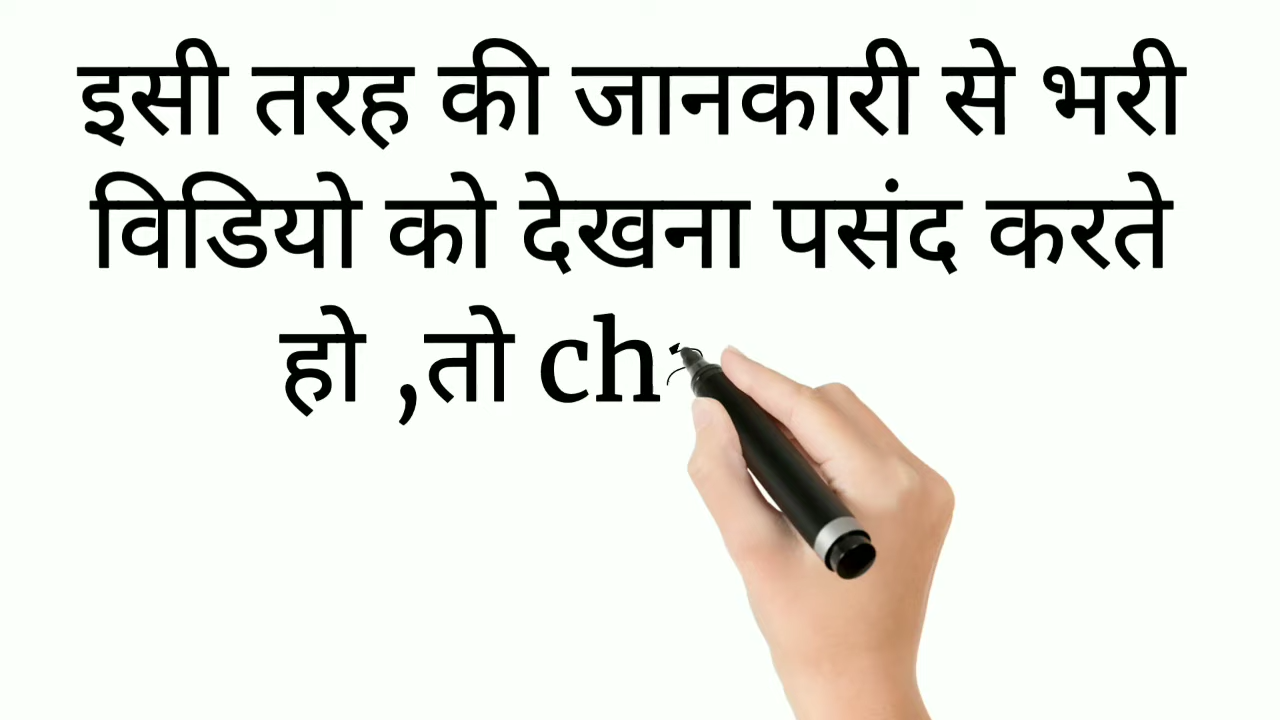 इसी तरह की जानकारी से भरी
विडियो को देखना पसंद करते
हो ,तो ch